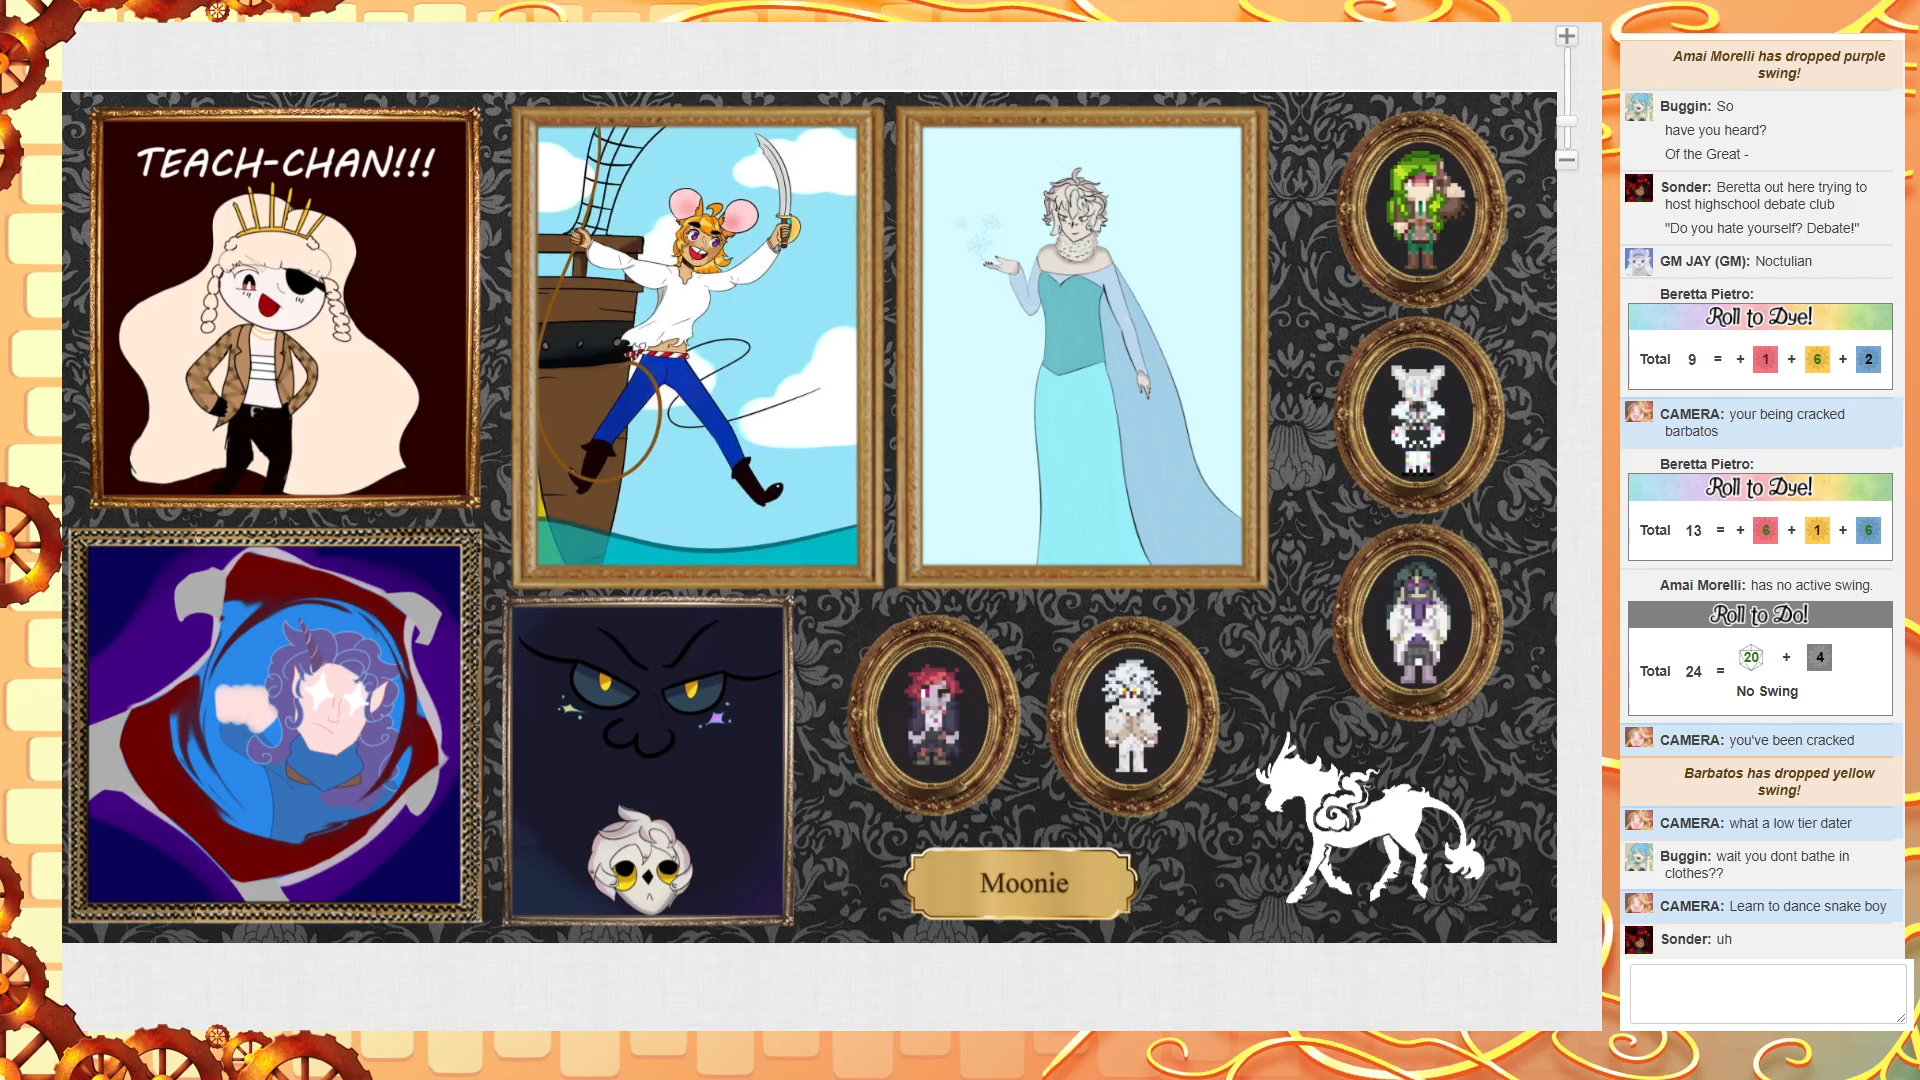 TEACH-CHAN!!!
Moonie
Amai Morelli has dropped purple
swing!
Buggin: So
have you heard?
Of the Great -
Sonder: Beretta out here trying to
host highschool debate club
"Do you hate yourself? Debate!"
GM JAY (GM): Noctulian
Beretta Pietro:
Roll to Dye!
Total 9 = + 1 + 6 + 2
CAMERA: your being cracked
barbatos
Beretta Pietro:
Roll to Dye!
Total 13 = + 6 + 1 + 6
Amai Morelli: has no active swing.
Roll to Do!
Total 24 = 20 + 4
No Swing
CAMERA: you've been cracked
Barbatos has dropped yellow
swing!
CAMERA: what a low tier dater
Buggin: wait you dont bathe in
clothes??
CAMERA: Learn to dance snake boy
Sonder: uh